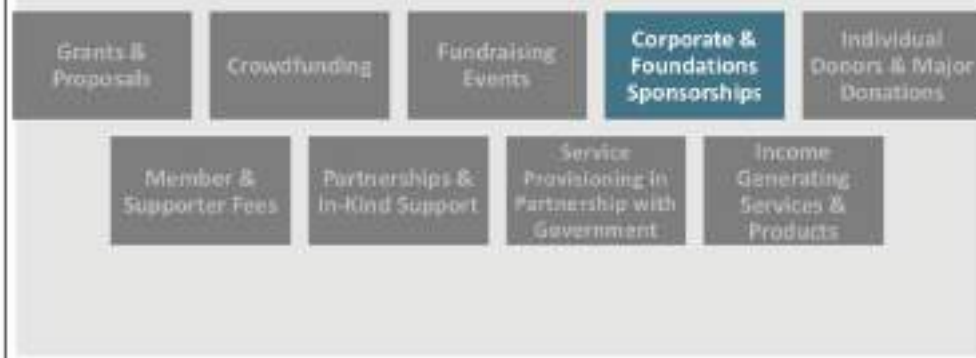 Grants &
Proposals
Crowdfunding
Fundraising
Events
Corporate &
Foundations
Sponsorships
Individual
Donors & Major
Donations
Member &
Supporter Fees
Partnerships &
In-Kind Support
Service
Provisioning in
Partnership with
Government
Income
Generating
Services &
Products